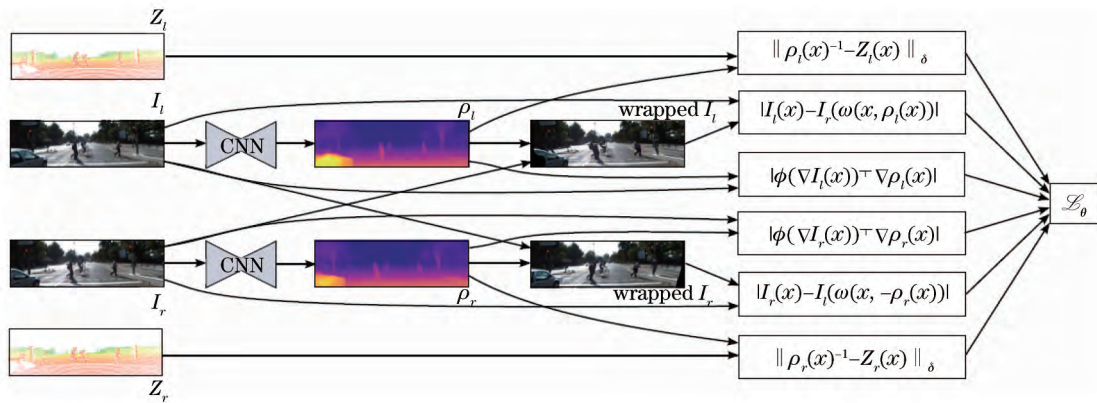 Z_l
‖ρ_l(x)⁻¹–Z_l(x)‖_δ
I_l
ρ_l
wrapped I_l
|I_l(x)–I_r(ω(x, ρ_l(x))|
CNN
|ϕ(∇I_l(x))⊤∇ρ_l(x)|
ℒ_θ
|ϕ(∇I_r(x))⊤∇ρ_r(x)|
CNN
I_r
ρ_r
wrapped I_r
|I_r(x)–I_l(ω(x, –ρ_r(x))|
‖ρ_r(x)⁻¹–Z_r(x)‖_δ
Z_r